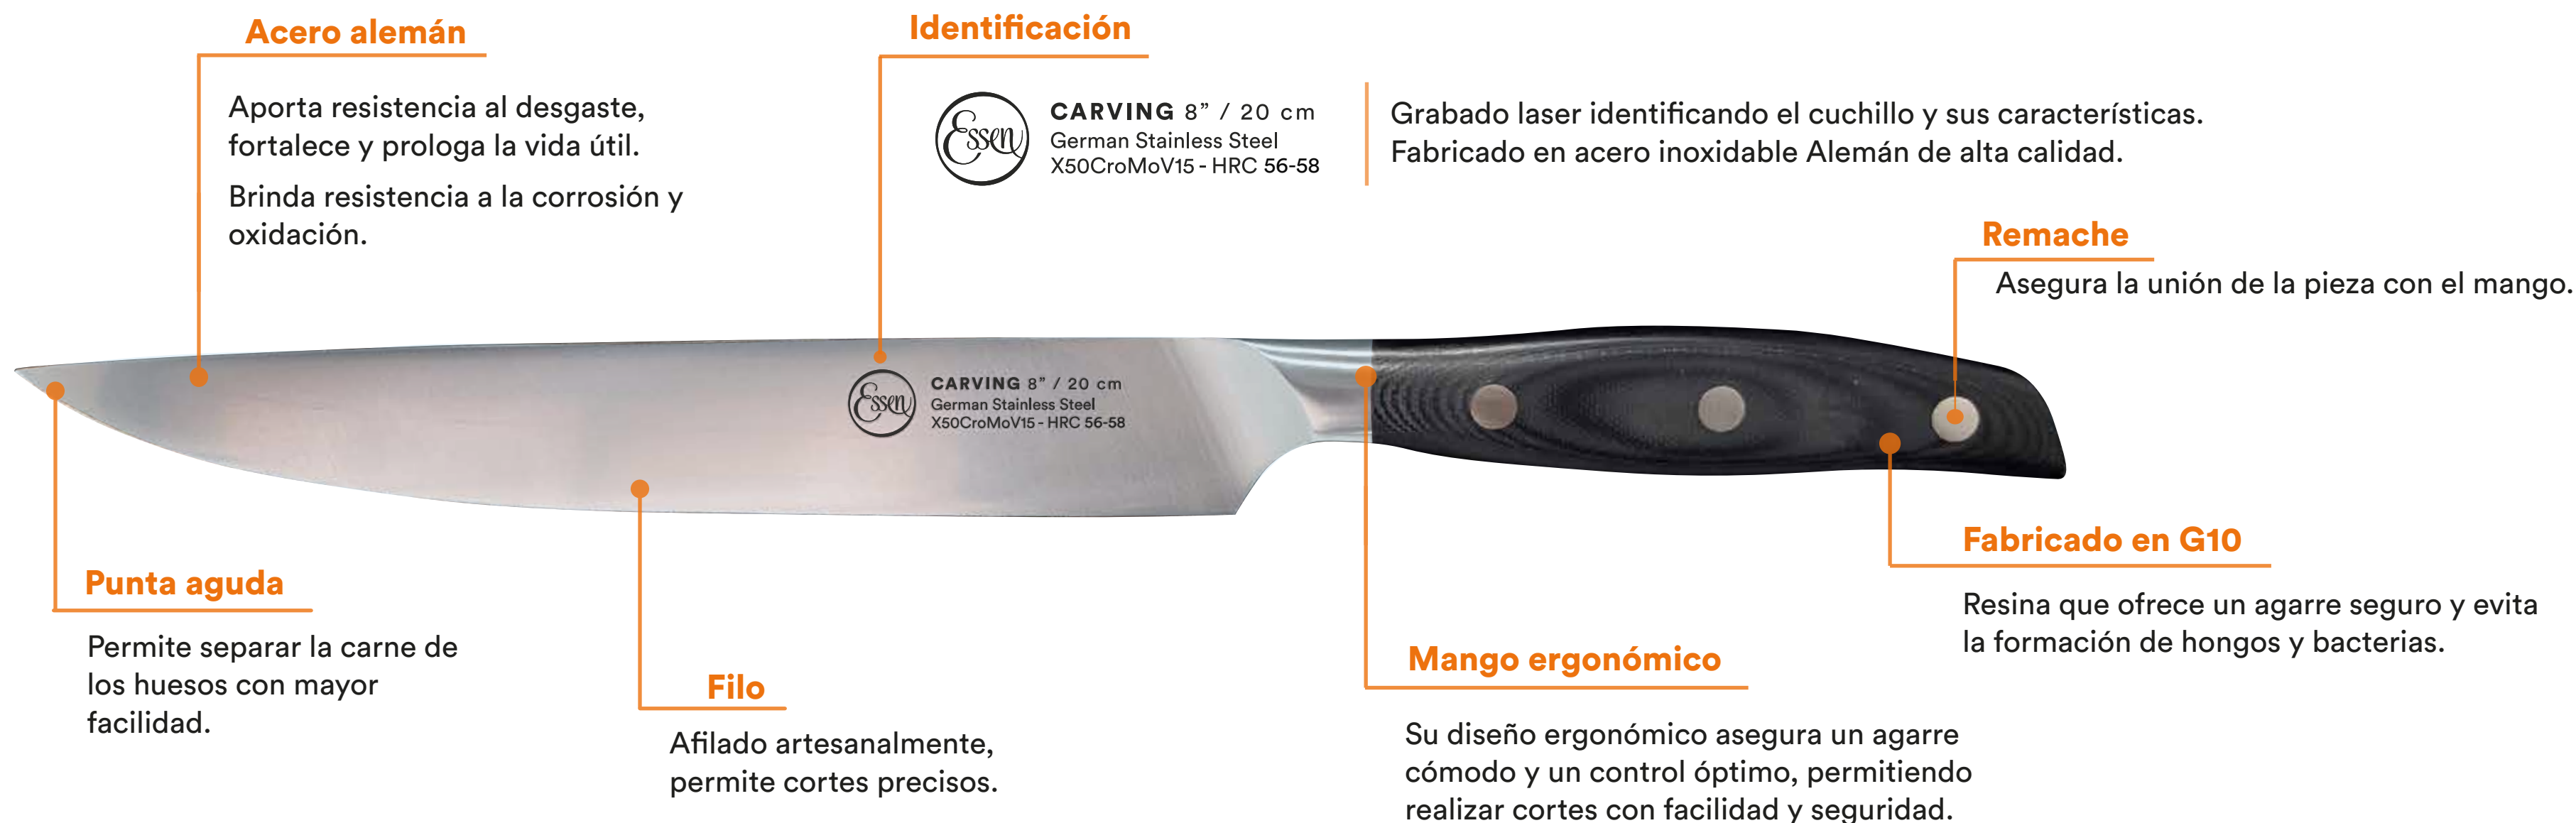 Acero alemán
Aporta resistencia al desgaste,
fortalece y prologa la vida útil.
Brinda resistencia a la corrosión y
oxidación.
Identificación
Essen
CARVING 8” / 20 cm
German Stainless Steel
X50CroMoV15 - HRC 56-58
Grabado laser identificando el cuchillo y sus características.
Fabricado en acero inoxidable Alemán de alta calidad.
Remache
Asegura la unión de la pieza con el mango.
Essen
CARVING 8” / 20 cm
German Stainless Steel
X50CroMoV15 - HRC 56-58
Punta aguda
Permite separar la carne de
los huesos con mayor
facilidad.
Filo
Afilado artesanalmente,
permite cortes precisos.
Mango ergonómico
Su diseño ergonómico asegura un agarre
cómodo y un control óptimo, permitiendo
realizar cortes con facilidad y seguridad.
Fabricado en G10
Resina que ofrece un agarre seguro y evita
la formación de hongos y bacterias.